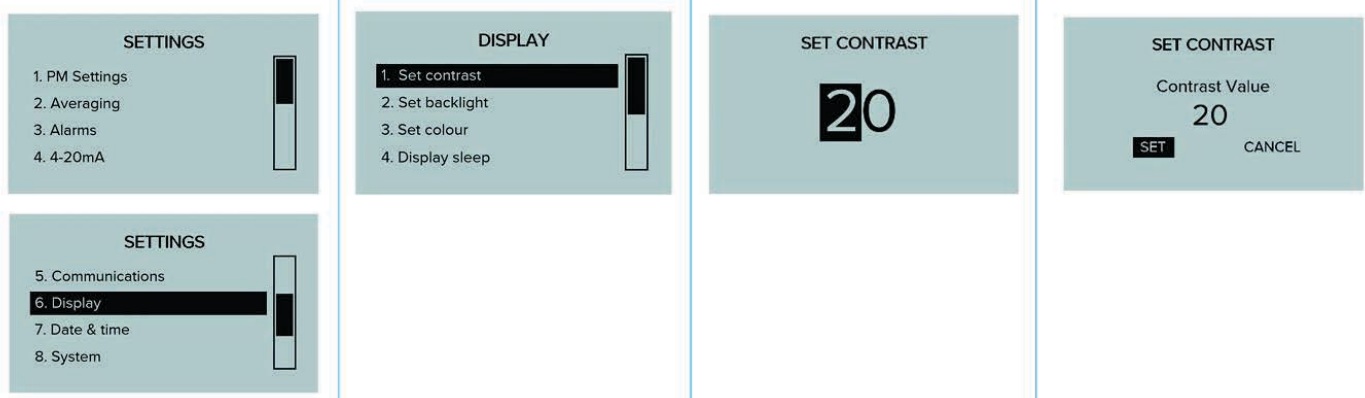 SETTINGS
1. PM Settings
2. Averaging
3. Alarms
4. 4-20mA
SETTINGS
5. Communications
6. Display
7. Date & time
8. System
DISPLAY
1. Set contrast
2. Set backlight
3. Set colour
4. Display sleep
SET CONTRAST
20
SET CONTRAST
Contrast Value
20
SET CANCEL